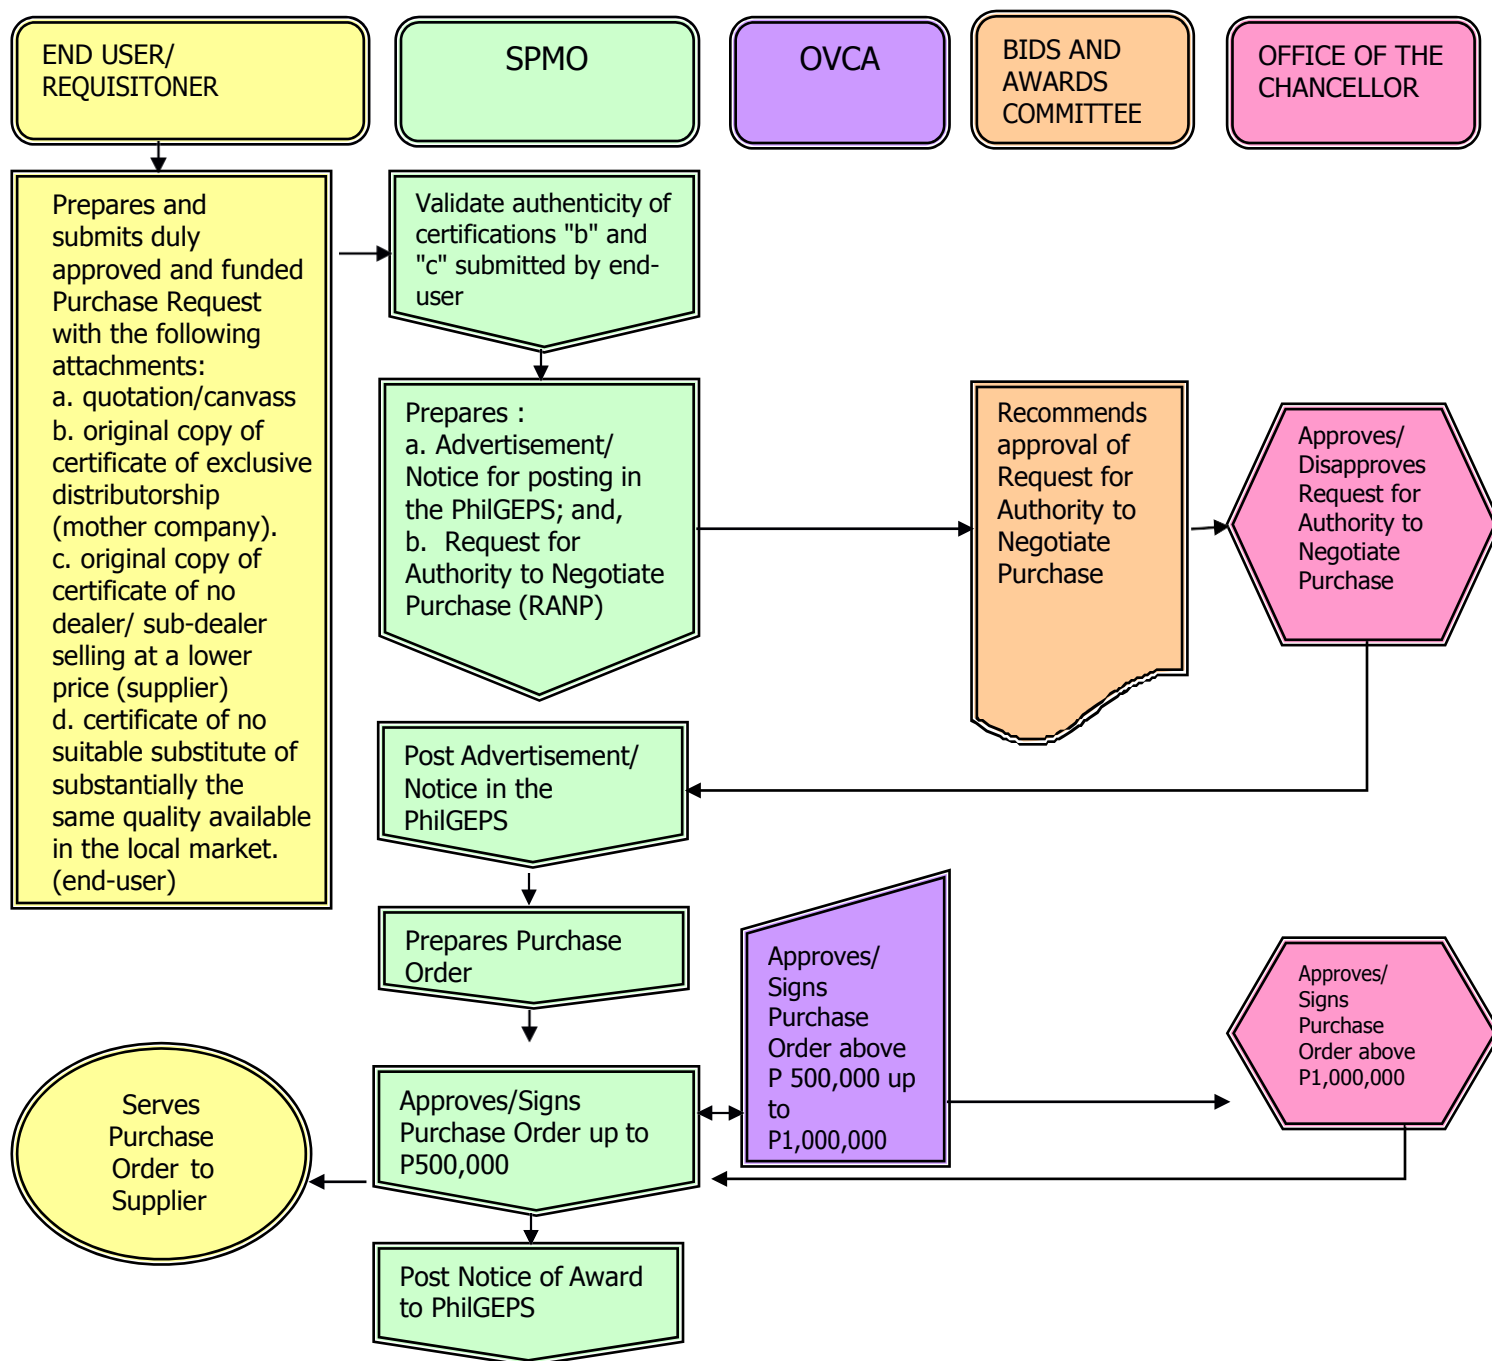 END USER/
REQUISITONER
SPMO
OVCA
BIDS AND
AWARDS
COMMITTEE
OFFICE OF THE
CHANCELLOR
Prepares and
submits duly
approved and funded
Purchase Request
with the following
attachments:
a. quotation/canvass
b. original copy of
certificate of exclusive
distributorship
(mother company).
c. original copy of
certificate of no
dealer/ sub-dealer
selling at a lower
price (supplier)
d. certificate of no
suitable substitute of
substantially the
same quality available
in the local market.
(end-user)
Validate authenticity of
certifications "b" and
"c" submitted by end-
user
Prepares :
a. Advertisement/
Notice for posting in
the PhilGEPS; and,
b. Request for
Authority to Negotiate
Purchase (RANP)
Recommends
approval of
Request for
Authority to
Negotiate
Purchase
Approves/
Disapproves
Request for
Authority to
Negotiate
Purchase
Post Advertisement/
Notice in the
PhilGEPS
Prepares Purchase
Order
Approves/
Signs
Purchase
Order above
P 500,000 up
to
P1,000,000
Approves/
Signs
Purchase
Order above
P1,000,000
Serves
Purchase
Order to
Supplier
Approves/Signs
Purchase Order up to
P500,000
Post Notice of Award
to PhilGEPS